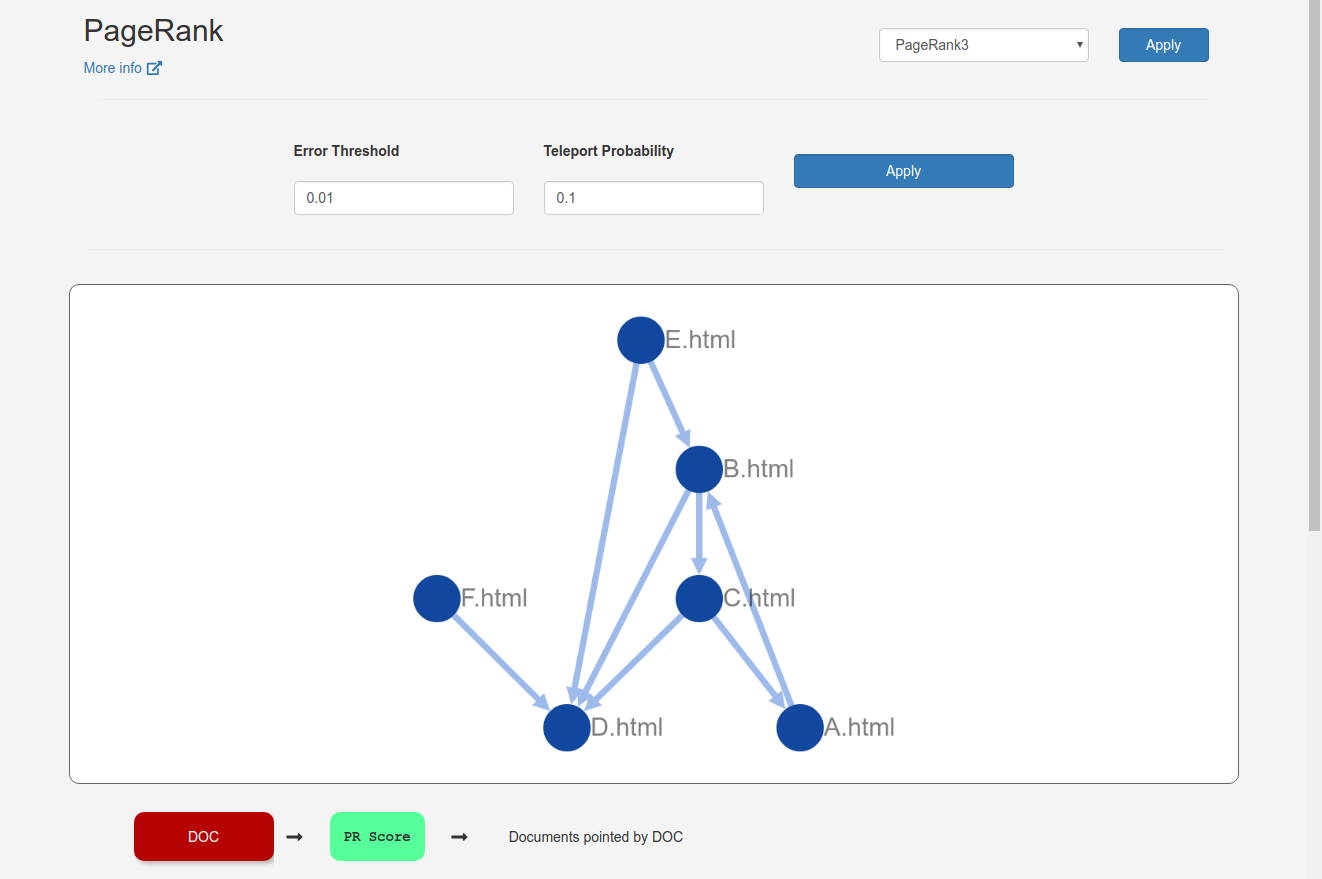 PageRank
More info
PageRank3
Apply
Error Threshold
Teleport Probability
Apply
0.01
0.1
E.html
B.html
F.html
C.html
D.html
A.html
DOC
PR Score
Documents pointed by DOC